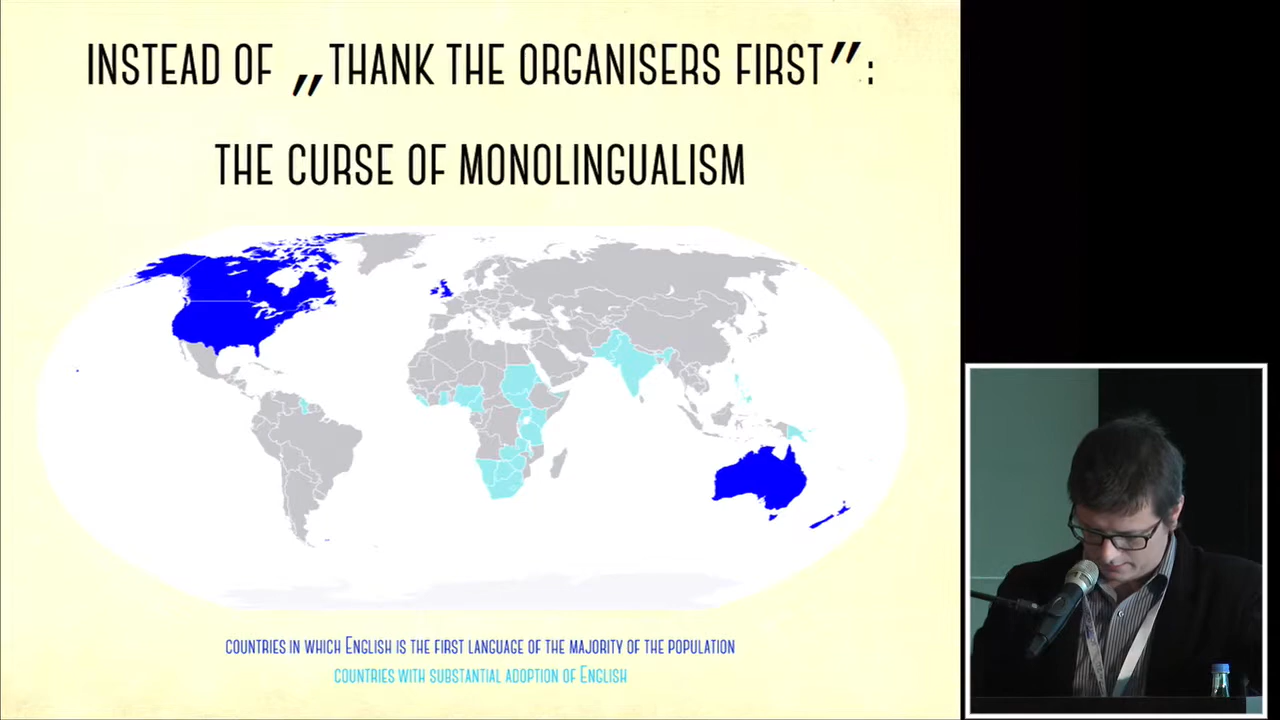 INSTEAD OF „THANK THE ORGANISERS FIRST”:
THE CURSE OF MONOLINGUALISM
COUNTRIES IN WHICH ENGLISH IS THE FIRST LANGUAGE OF THE MAJORITY OF THE POPULATION
COUNTRIES WITH SUBSTANTIAL ADOPTION OF ENGLISH